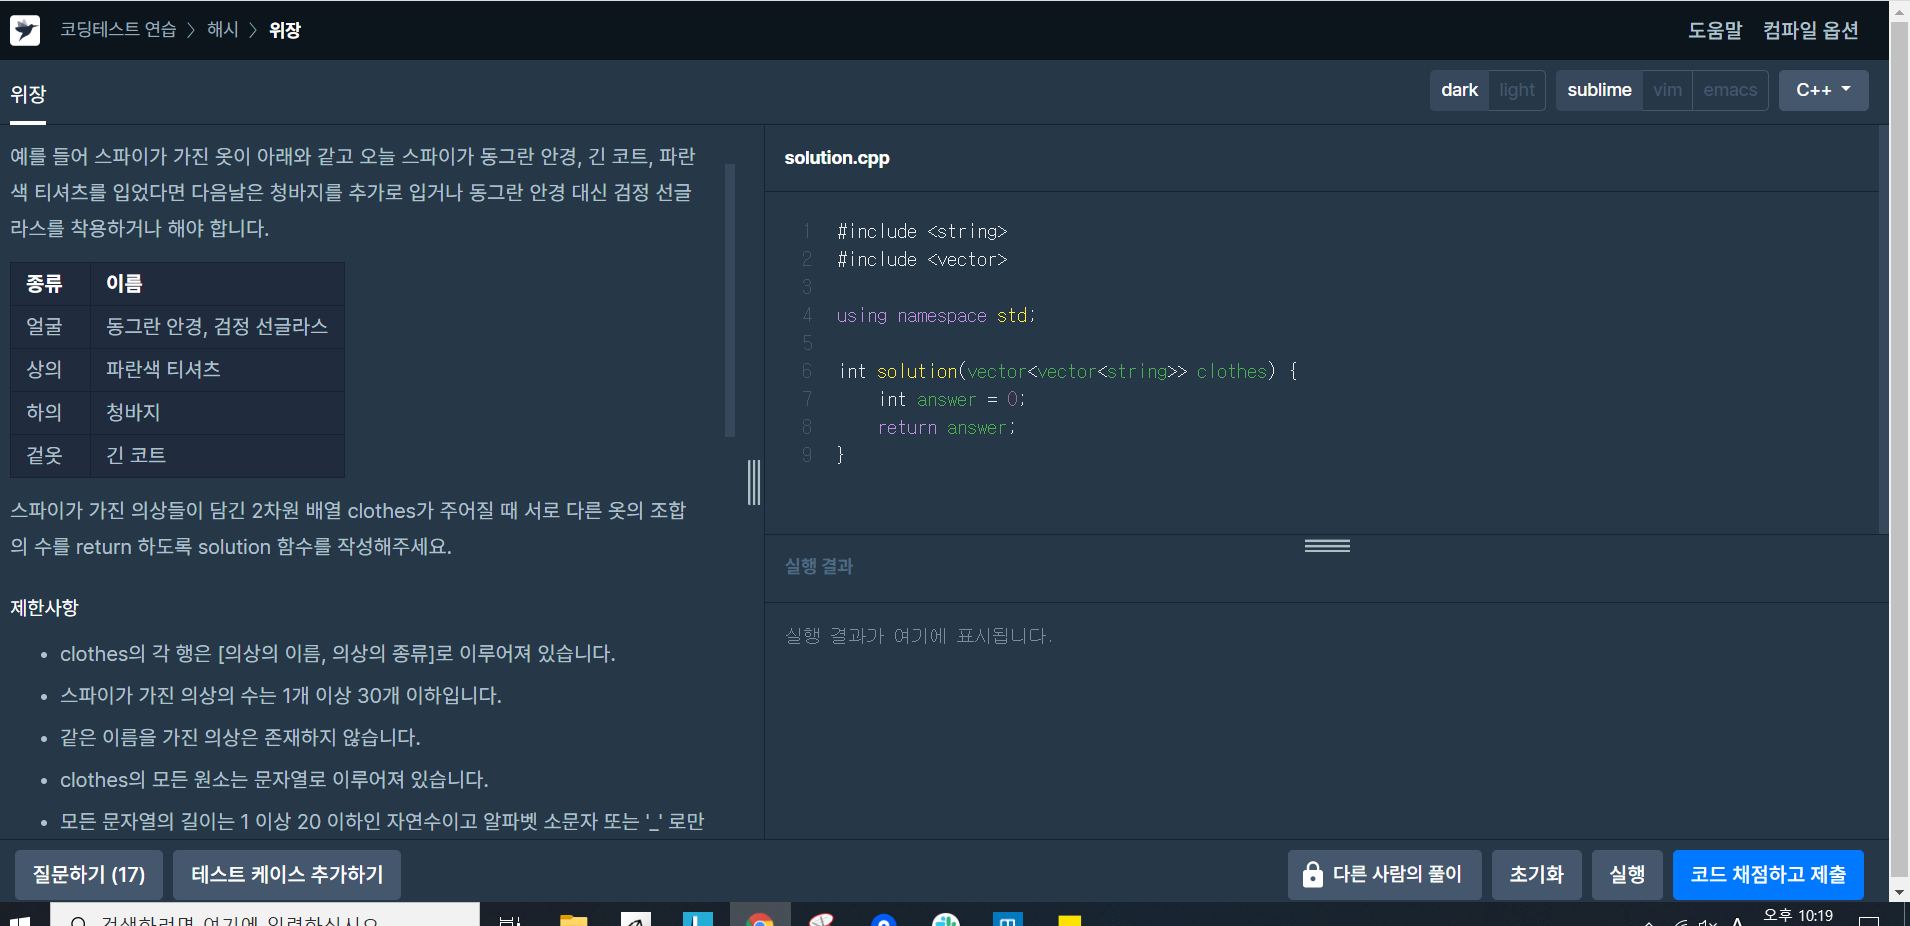 코딩테스트 연습 > 해시 > 위장
도움말 컴파일 옵션
위장
dark light sublime vim emacs C++
예를 들어 스파이가 가진 옷이 아래와 같고 오늘 스파이가 동그란 안경, 긴 코트, 파란
색 티셔츠를 입었다면 다음날은 청바지를 추가로 입거나 동그란 안경 대신 검정 선글
라스를 착용하거나 해야 합니다.
종류 이름
얼굴 동그란 안경, 검정 선글라스
상의 파란색 티셔츠
하의 청바지
겉옷 긴 코트
스파이가 가진 의상들이 담긴 2차원 배열 clothes가 주어질 때 서로 다른 옷의 조합
의 수를 return 하도록 solution 함수를 작성해주세요.
제한사항
• clothes의 각 행은 [의상의 이름, 의상의 종류]로 이루어져 있습니다.
• 스파이가 가진 의상의 수는 1개 이상 30개 이하입니다.
• 같은 이름을 가진 의상은 존재하지 않습니다.
• clothes의 모든 원소는 문자열로 이루어져 있습니다.
• 모든 문자열의 길이는 1 이상 20 이하인 자연수이고 알파벳 소문자 또는 '_' 로만
solution.cpp
1 #include <string>
2 #include <vector>
3
4 using namespace std;
5
6 int solution(vector<vector<string>> clothes) {
7 int answer = 0;
8 return answer;
9 }
실행 결과
실행 결과가 여기에 표시됩니다.
질문하기 (17) 테스트 케이스 추가하기
다른 사람의 풀이 초기화 실행 코드 채점하고 제출
검색하려면 여기에 입력하십시오.
A 오후 10:19